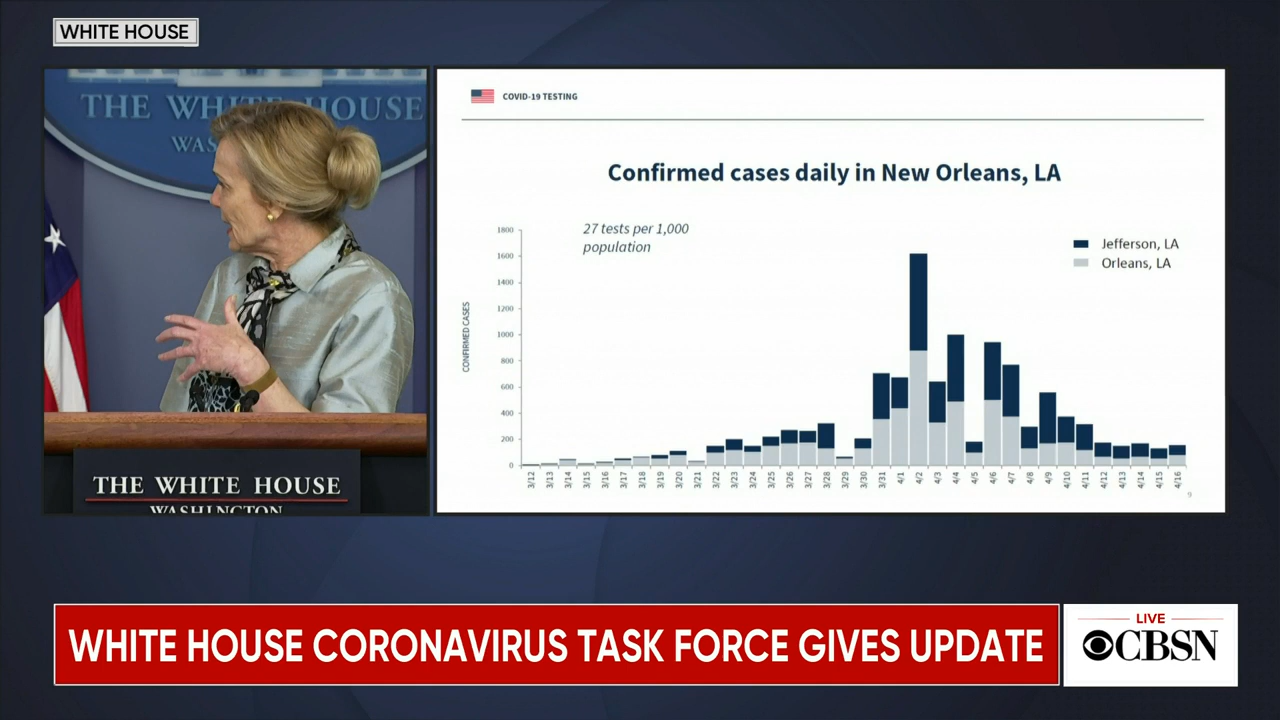 WHITE HOUSE
THE WHITE HOUSE
WAS
THE WHITE HOUSE
WASHINGTON
COVID-19 TESTING
Confirmed cases daily in New Orleans, LA
27 tests per 1,000
population
Jefferson, LA
Orleans, LA
CONFIRMED CASES
1800
1600
1400
1200
1000
800
600
400
200
0
3/12 3/13 3/14 3/15 3/16 3/17 3/18 3/19 3/20 3/21 3/22 3/23 3/24 3/25 3/26 3/27 3/28 3/29 3/30 3/31 4/1 4/2 4/3 4/4 4/5 4/6 4/7 4/8 4/9 4/10 4/11 4/12 4/13 4/14 4/15 4/16
9
WHITE HOUSE CORONAVIRUS TASK FORCE GIVES UPDATE
LIVE
CBSN